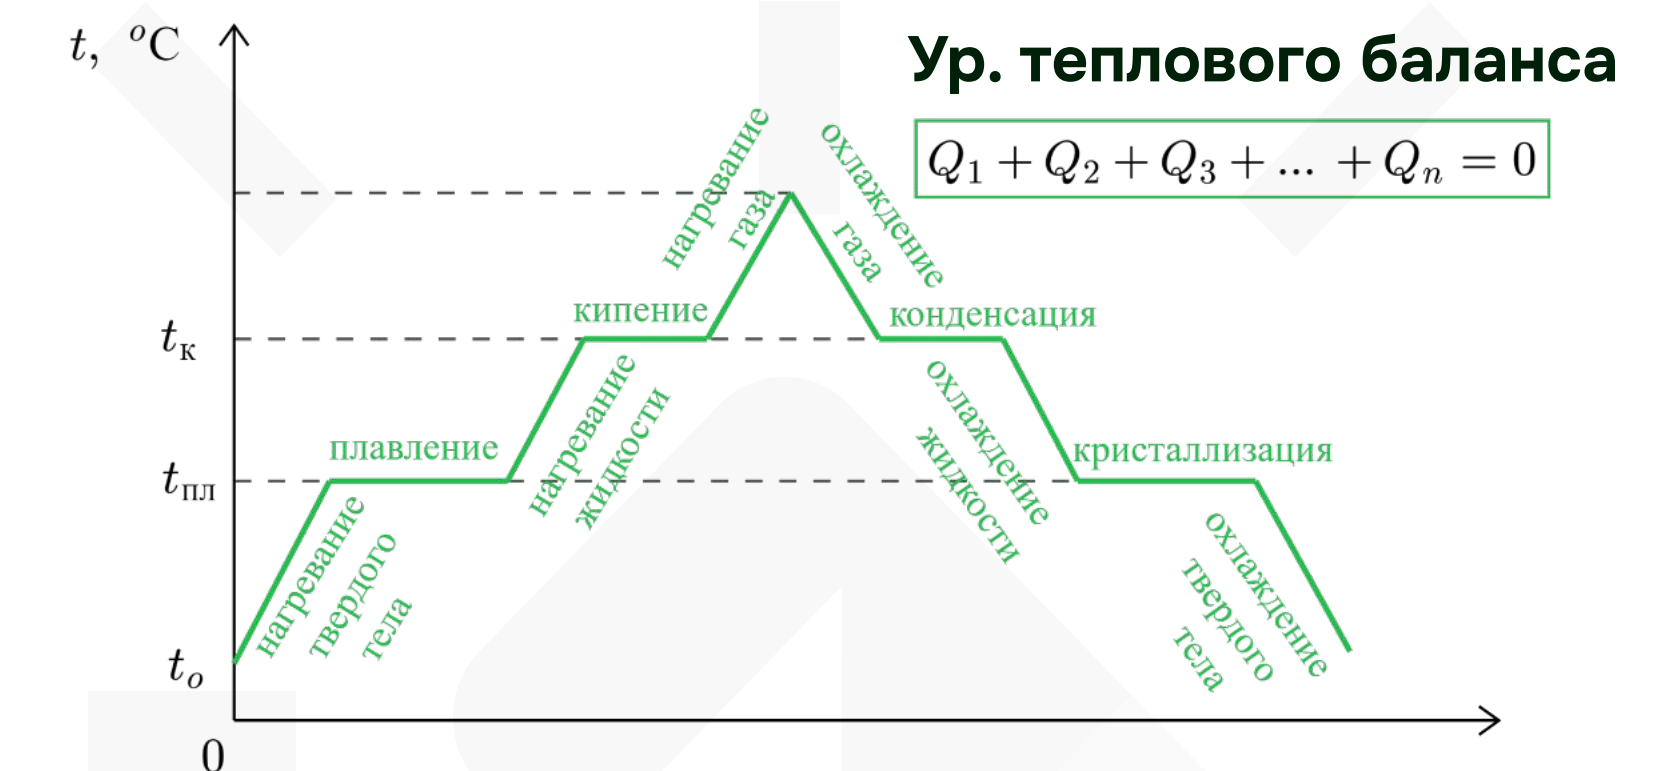 t, °C
Ур. теплового баланса
Q₁ + Q₂ + Q₃ + ... + Qₙ = 0
нагревание
газа
охлаждение
газа
кипение
конденсация
tк
нагревание
жидкости
охлаждение
жидкости
плавление
кристаллизация
tпл
нагревание
твердого
тела
охлаждение
твердого
тела
tо
0